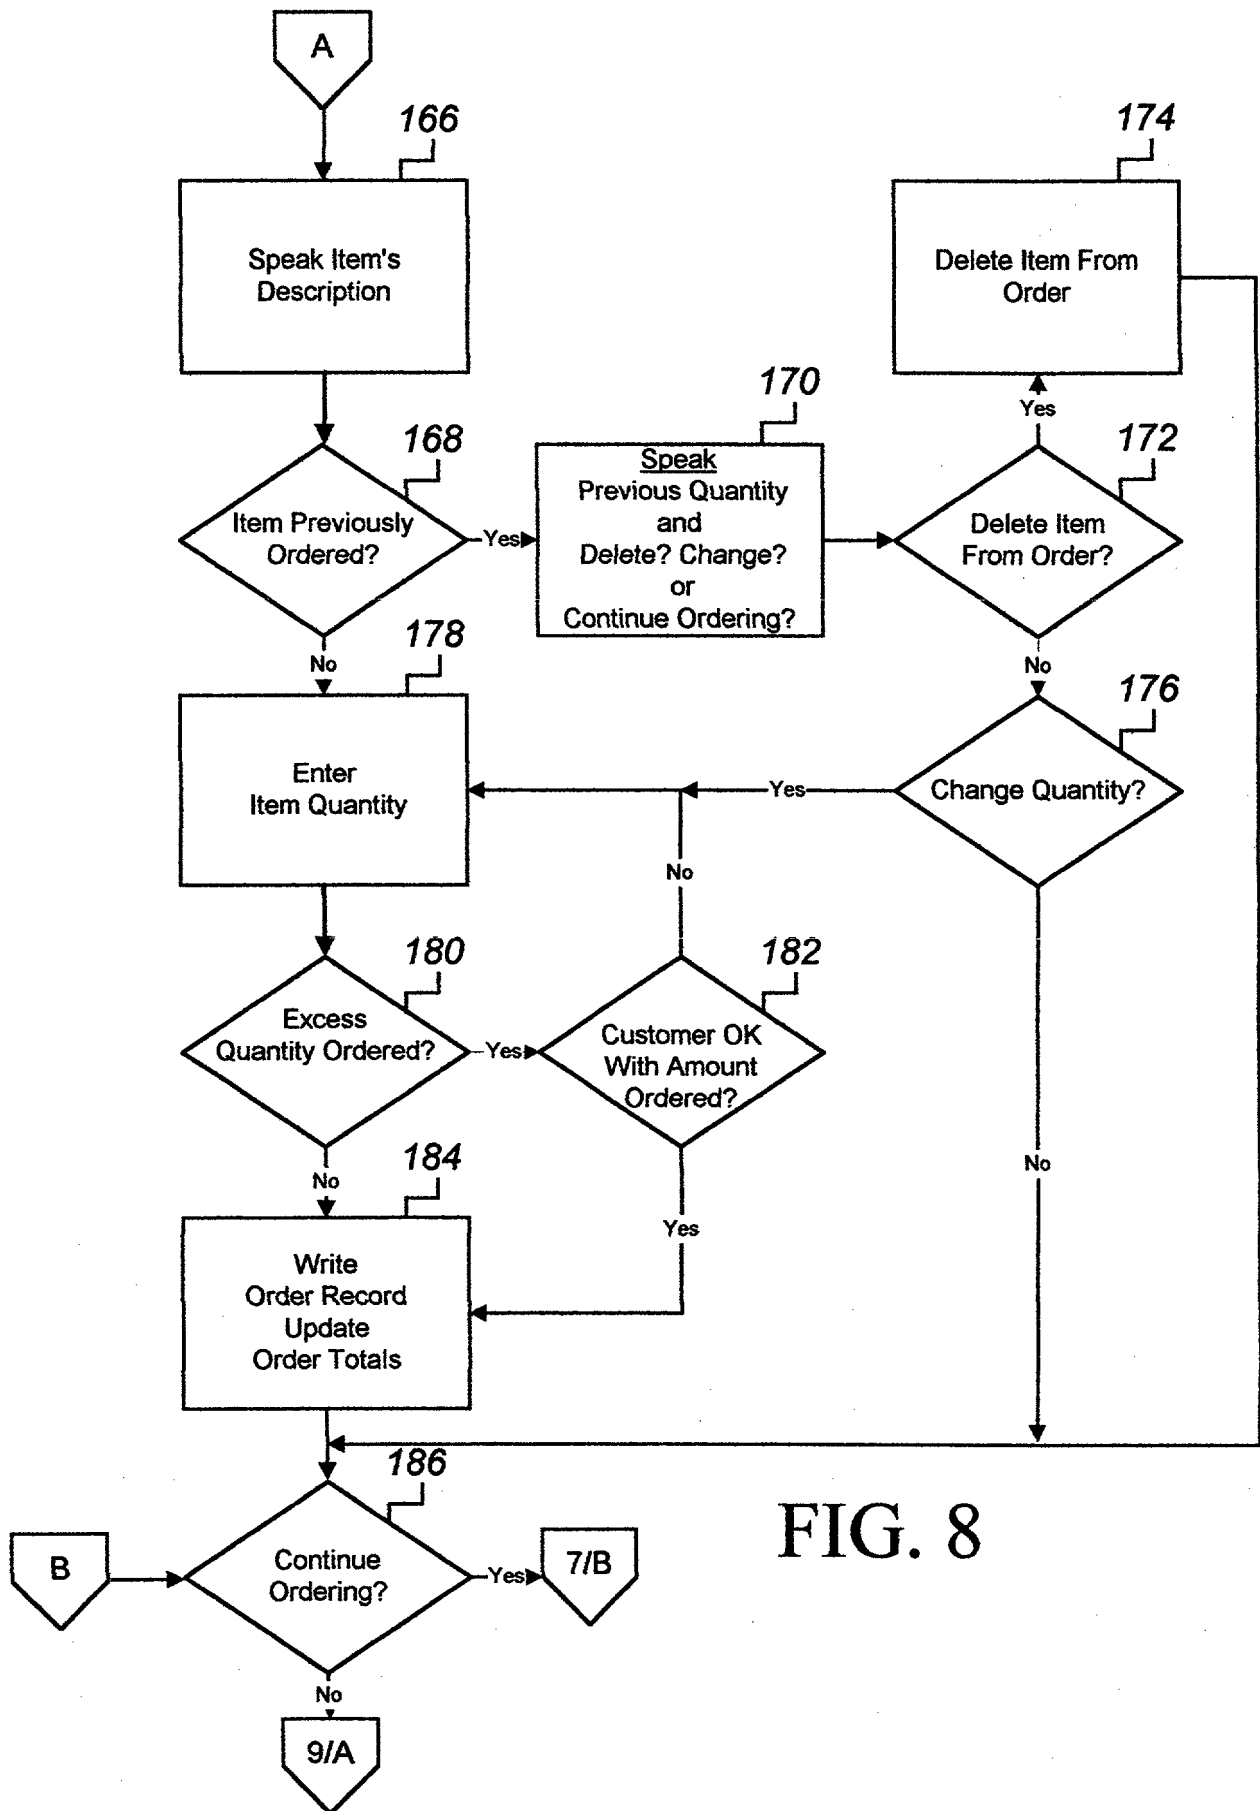 A
166
Speak Item's
Description
168
Item Previously
Ordered?
Yes
170
Speak
Previous Quantity
and
Delete? Change?
or
Continue Ordering?
172
Delete Item
From Order?
Yes
174
Delete Item From
Order
No
176
Change Quantity?
Yes
No
No
178
Enter
Item Quantity
180
Excess
Quantity Ordered?
Yes
182
Customer OK
With Amount
Ordered?
No
Yes
No
184
Write
Order Record
Update
Order Totals
186
B
Continue
Ordering?
Yes
7/B
No
9/A
FIG. 8